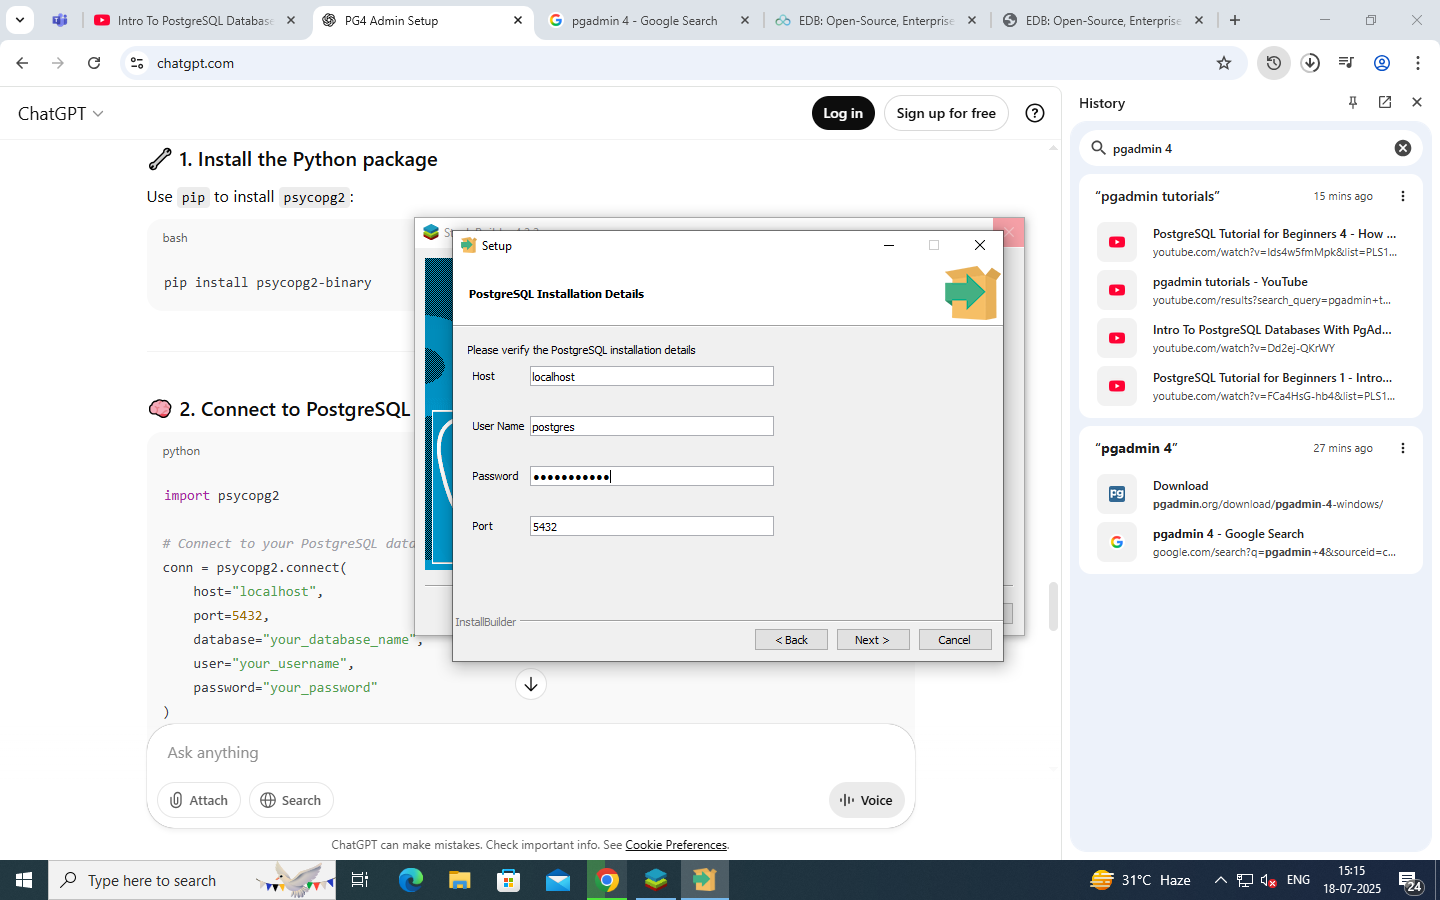 Intro To PostgreSQL Database
PG4 Admin Setup
pgadmin 4 - Google Search
EDB: Open-Source, Enterprise
EDB: Open-Source, Enterprise
chatgpt.com
ChatGPT
Log in
Sign up for free
1. Install the Python package
Use pip to install psycopg2:
bash
pip install psycopg2-binary
2. Connect to PostgreSQL
python
import psycopg2
# Connect to your PostgreSQL data
conn = psycopg2.connect(
host="localhost",
port=5432,
database="your_database_name",
user="your_username",
password="your_password"
)
Ask anything
Attach
Search
Voice
ChatGPT can make mistakes. Check important info. See Cookie Preferences.
Setup
PostgreSQL Installation Details
Please verify the PostgreSQL installation details
Host
localhost
User Name
postgres
Password
●●●●●●●●●●●
Port
5432
InstallBuilder
< Back
Next >
Cancel
History
pgadmin 4
“pgadmin tutorials”
15 mins ago
PostgreSQL Tutorial for Beginners 4 - How ...
youtube.com/watch?v=Ids4w5fmMpk&list=PLS1...
pgadmin tutorials - YouTube
youtube.com/results?search_query=pgadmin+t...
Intro To PostgreSQL Databases With PgAd...
youtube.com/watch?v=Dd2ej-QKrWY
PostgreSQL Tutorial for Beginners 1 - Intro...
youtube.com/watch?v=FCa4HsG-hb4&list=PLS1...
“pgadmin 4”
27 mins ago
Download
pgadmin.org/download/pgadmin-4-windows/
pgadmin 4 - Google Search
google.com/search?q=pgadmin+4&sourceid=c...
Type here to search
31°C Haze
ENG
15:15
18-07-2025
24